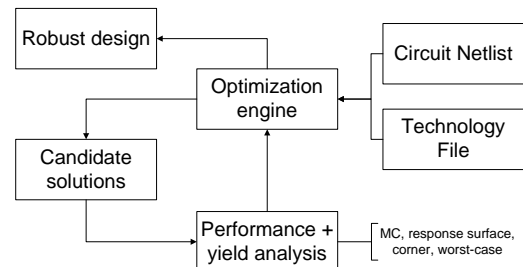 Robust design
Circuit Netlist
Optimization
engine
Technology
File
Candidate
solutions
Performance +
yield analysis
MC, response surface,
corner, worst-case